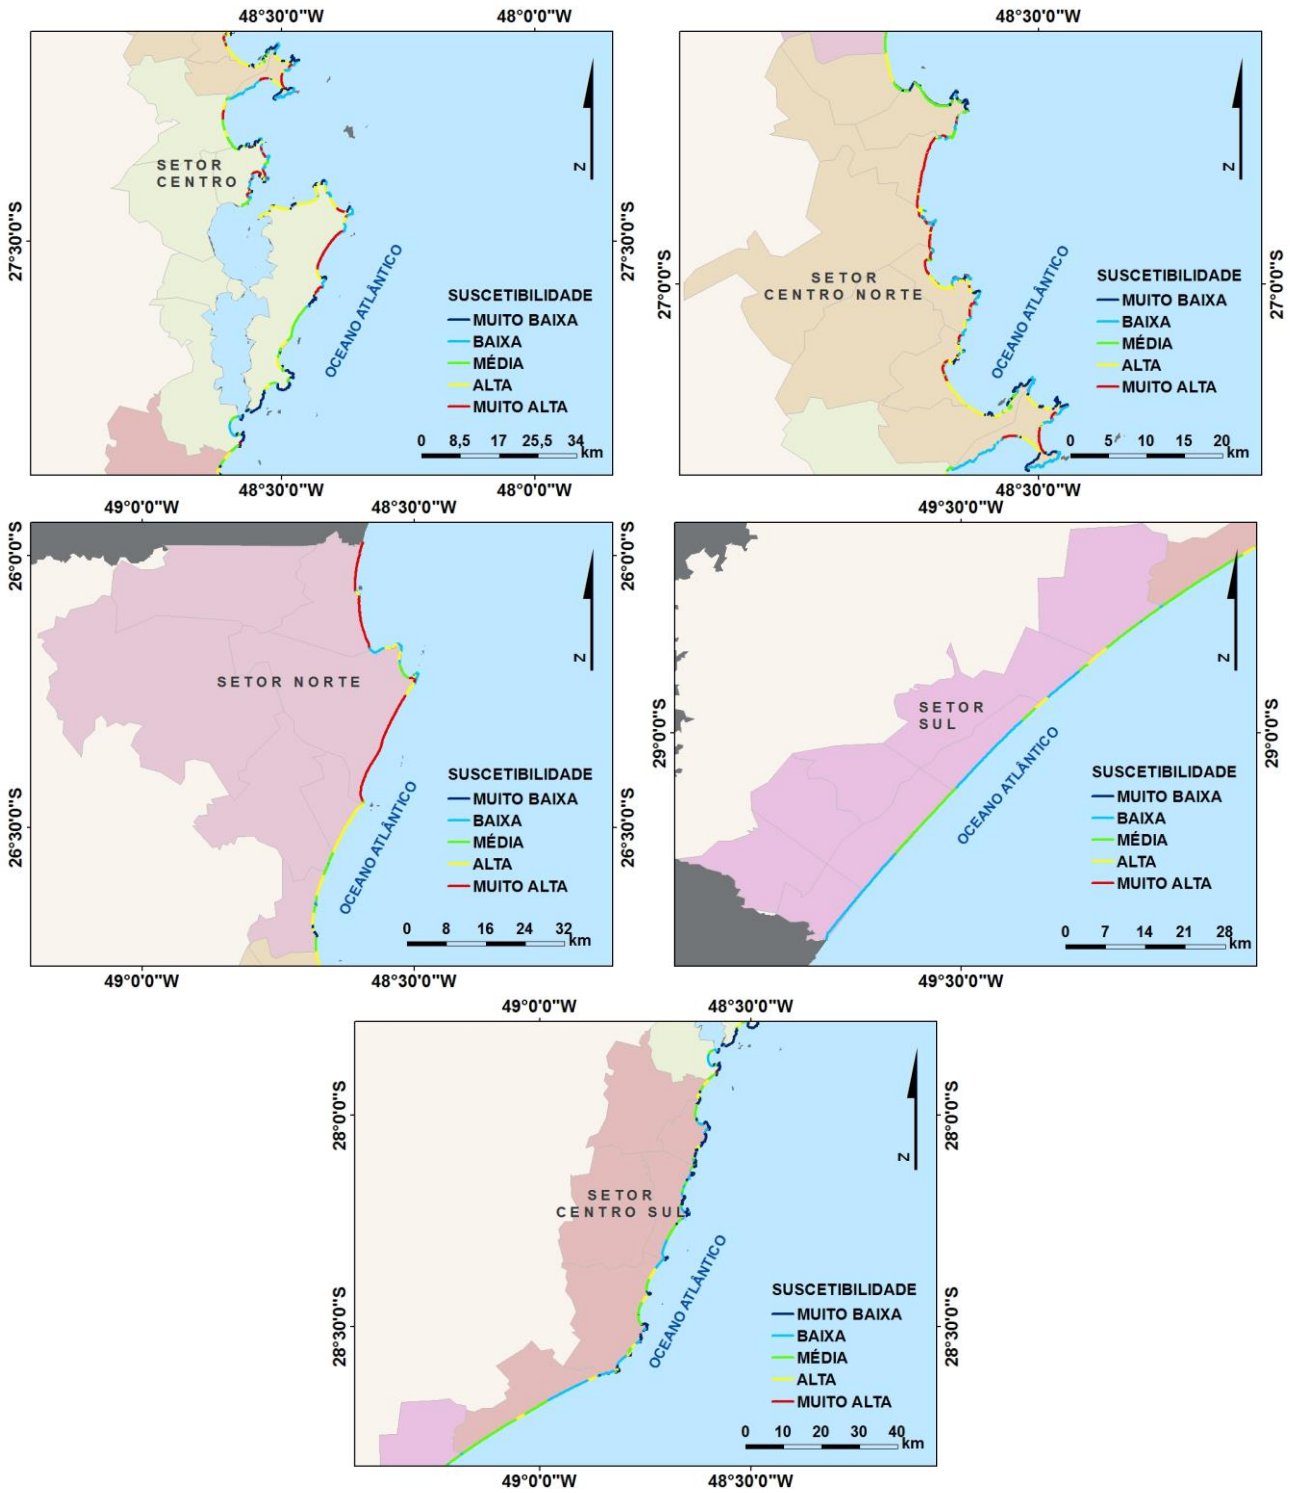 48°30'0"W 48°0'0"W
27°30'0"S
SETOR
CENTRO
OCEANO ATLÂNTICO
N
SUSCETIBILIDADE
MUITO BAIXA
BAIXA
MÉDIA
ALTA
MUITO ALTA
0 8,5 17 25,5 34
km
48°30'0"W 48°0'0"W
48°30'0"W
27°0'0"S
27°0'0"S
SETOR
CENTRO NORTE
OCEANO ATLÂNTICO
N
SUSCETIBILIDADE
MUITO BAIXA
BAIXA
MÉDIA
ALTA
MUITO ALTA
0 5 10 15 20
km
48°30'0"W
49°0'0"W 48°30'0"W
26°0'0"S
26°0'0"S
SETOR NORTE
N
OCEANO ATLÂNTICO
SUSCETIBILIDADE
MUITO BAIXA
BAIXA
MÉDIA
ALTA
MUITO ALTA
26°30'0"S
26°30'0"S
0 8 16 24 32
km
49°0'0"W 48°30'0"W
49°30'0"W
N
SETOR
SUL
29°0'0"S
29°0'0"S
OCEANO ATLÂNTICO
SUSCETIBILIDADE
MUITO BAIXA
BAIXA
MÉDIA
ALTA
MUITO ALTA
0 7 14 21 28
km
49°30'0"W
49°0'0"W 48°30'0"W
28°0'0"S
28°0'0"S
N
SETOR
CENTRO SUL
OCEANO ATLÂNTICO
SUSCETIBILIDADE
MUITO BAIXA
BAIXA
MÉDIA
ALTA
MUITO ALTA
28°30'0"S
28°30'0"S
0 10 20 30 40
km
49°0'0"W 48°30'0"W